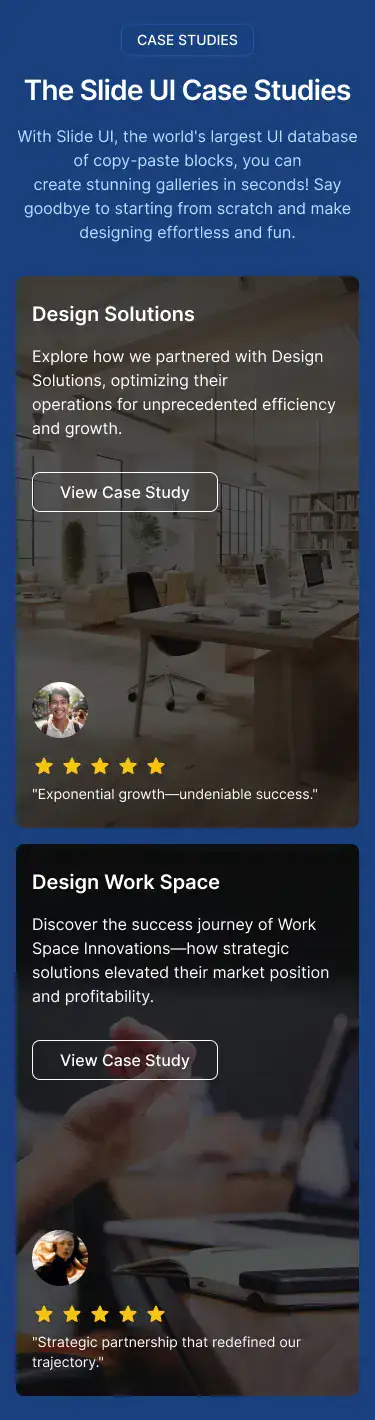 CASE STUDIES
The Slide UI Case Studies
With Slide UI, the world's largest UI database
of copy-paste blocks, you can
create stunning galleries in seconds! Say
goodbye to starting from scratch and make
designing effortless and fun.
Design Solutions
Explore how we partnered with Design
Solutions, optimizing their
operations for unprecedented efficiency
and growth.
View Case Study
"Exponential growth—undeniable success."
Design Work Space
Discover the success journey of Work
Space Innovations—how strategic
solutions elevated their market position
and profitability.
View Case Study
"Strategic partnership that redefined our
trajectory."